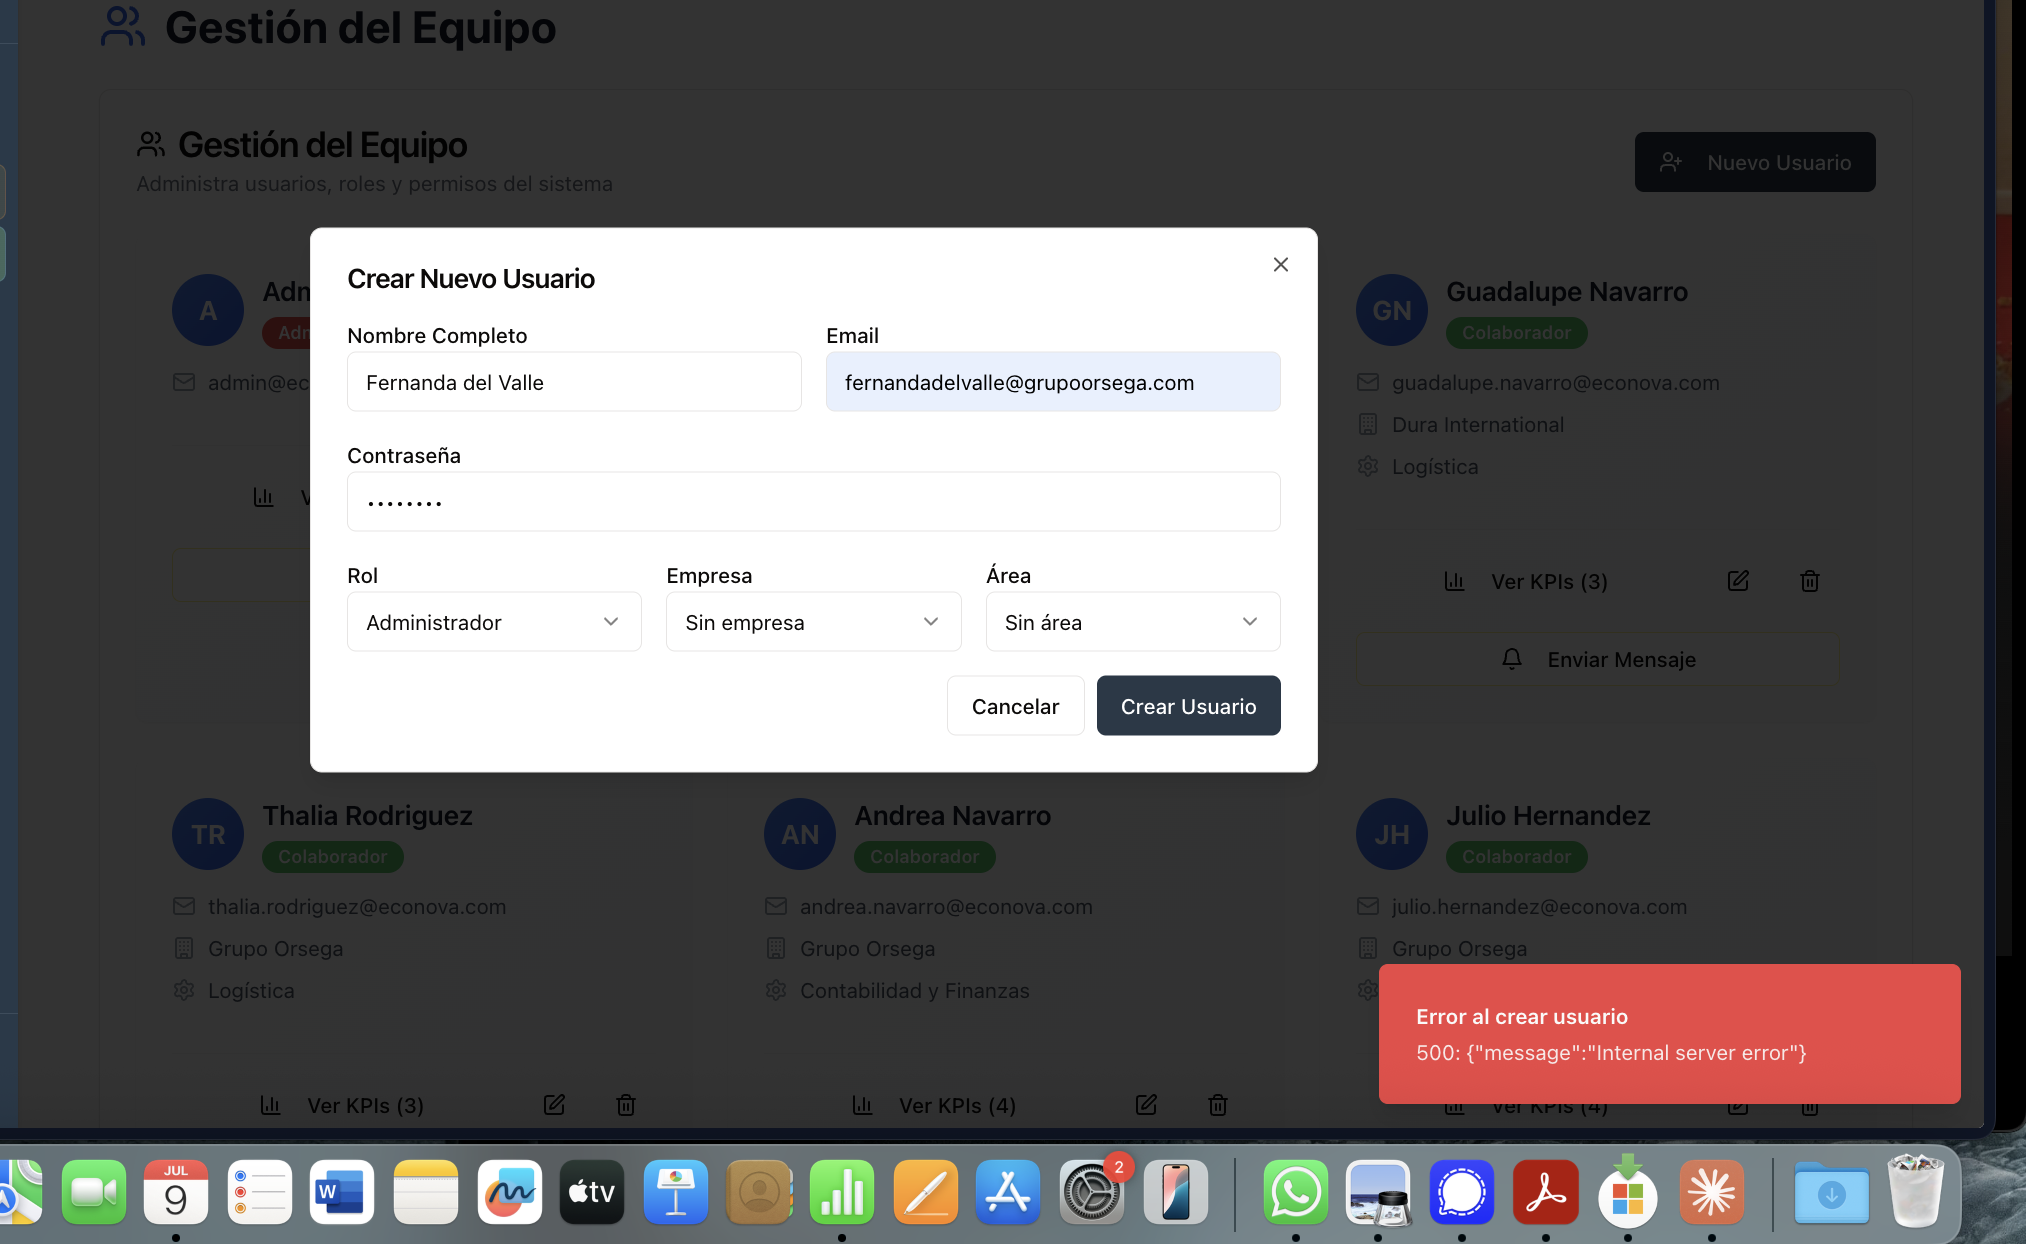 Gestión del Equipo
Gestión del Equipo
Administra usuarios, roles y permisos del sistema
Nuevo Usuario
A
Adn
Adn
admin@ec
V
GN
Guadalupe Navarro
Colaborador
guadalupe.navarro@econova.com
Dura International
Logística
Ver KPIs (3)
Enviar Mensaje
Crear Nuevo Usuario
Nombre Completo
Email
Fernanda del Valle
fernandadelvalle@grupoorsega.com
Contraseña
••••••••
Rol
Empresa
Área
Administrador
Sin empresa
Sin área
Cancelar
Crear Usuario
TR
Thalia Rodriguez
Colaborador
thalia.rodriguez@econova.com
Grupo Orsega
Logística
Ver KPIs (3)
AN
Andrea Navarro
Colaborador
andrea.navarro@econova.com
Grupo Orsega
Contabilidad y Finanzas
Ver KPIs (4)
JH
Julio Hernandez
Colaborador
julio.hernandez@econova.com
Grupo Orsega
Error al crear usuario
500: {"message":"Internal server error"}
Ver KPIs (4)
JUL
9
W
tv
2